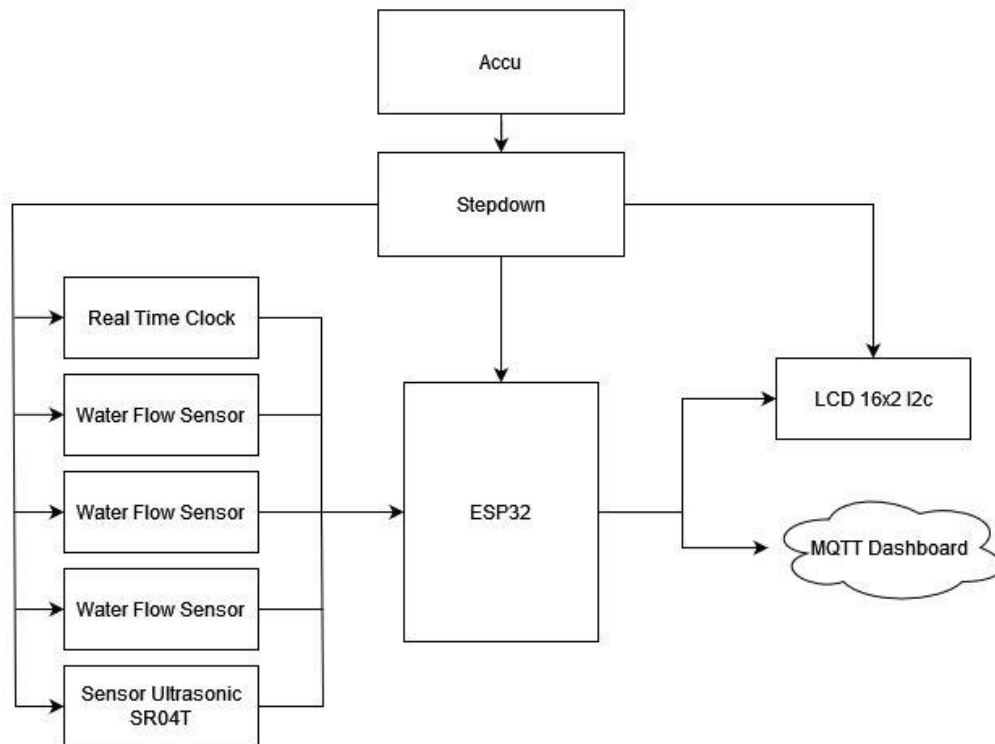 Accu
Stepdown
Real Time Clock
Water Flow Sensor
LCD 16x2 I2c
Water Flow Sensor
ESP32
MQTT Dashboard
Water Flow Sensor
Sensor Ultrasonic
SR04T